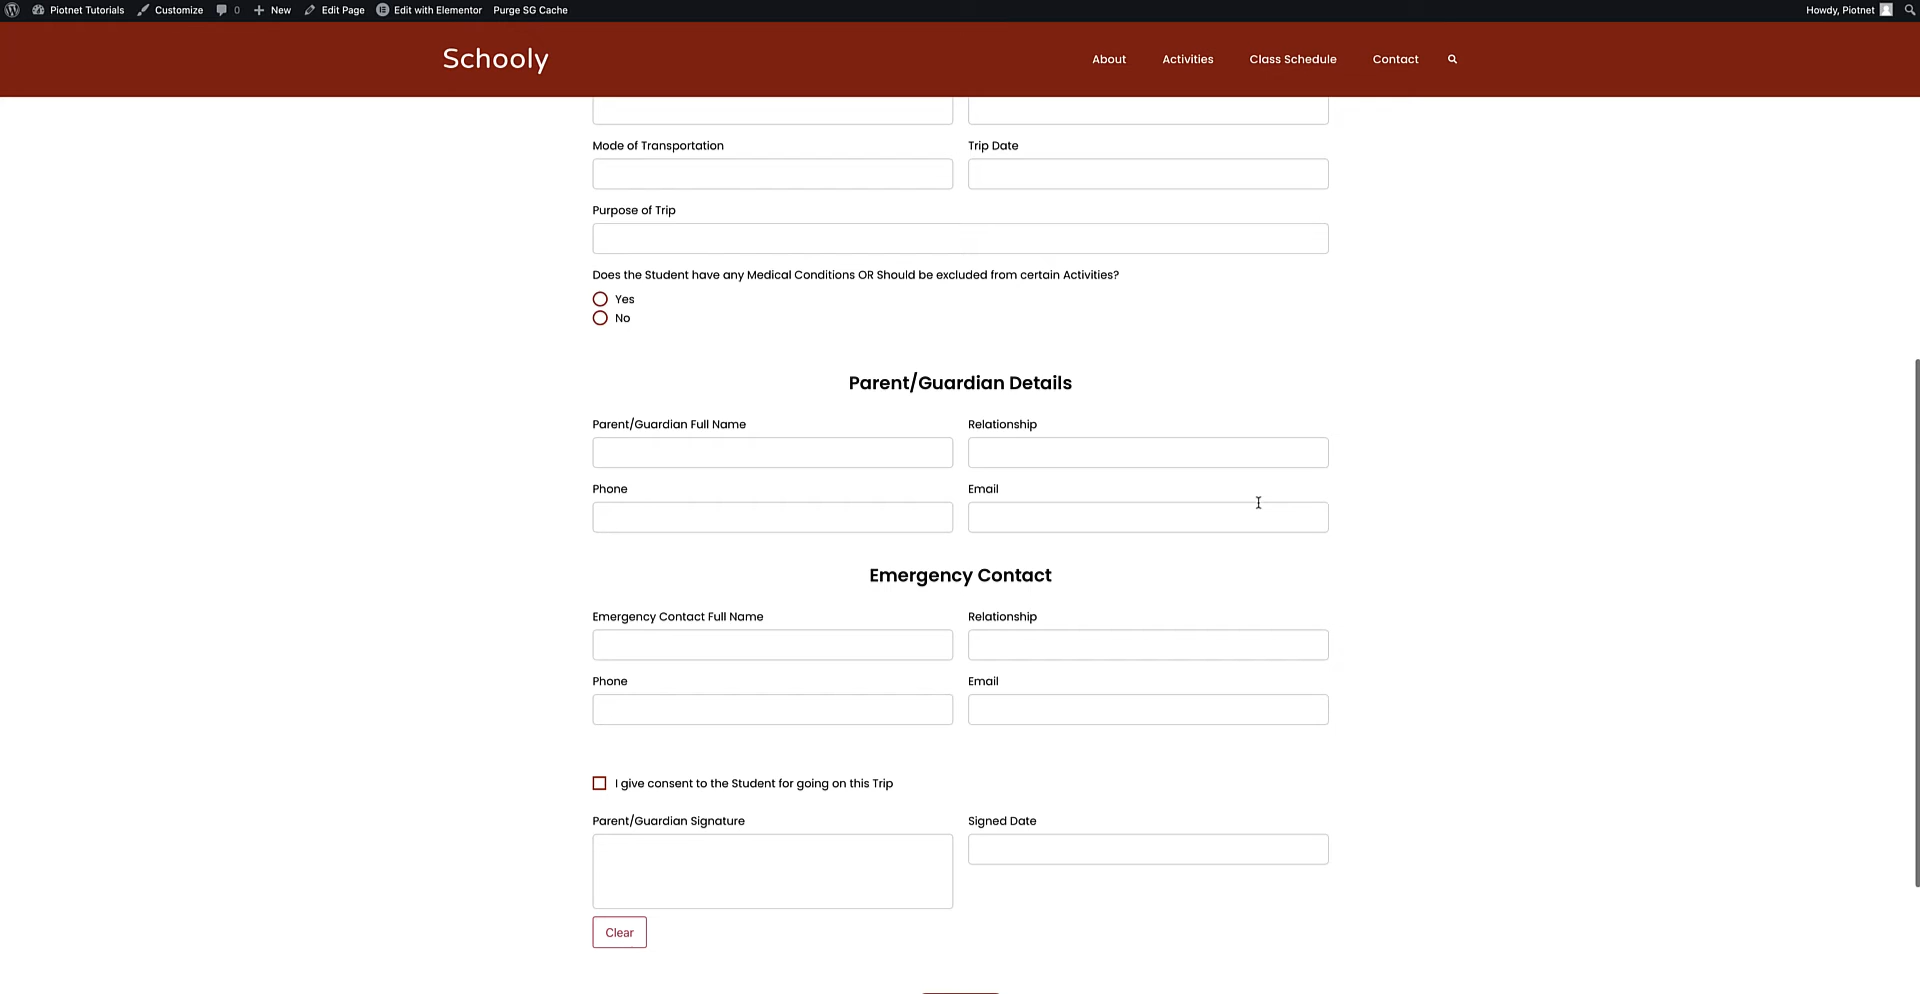 Piotnet Tutorials Customize 0 New Edit Page Edit with Elementor Purge SG Cache Howdy, Piotnet
Schooly About Activities Class Schedule Contact
Mode of Transportation Trip Date
Purpose of Trip
Does the Student have any Medical Conditions OR Should be excluded from certain Activities?
Yes
No
Parent/Guardian Details
Parent/Guardian Full Name Relationship
Phone Email
Emergency Contact
Emergency Contact Full Name Relationship
Phone Email
I give consent to the Student for going on this Trip
Parent/Guardian Signature Signed Date
Clear